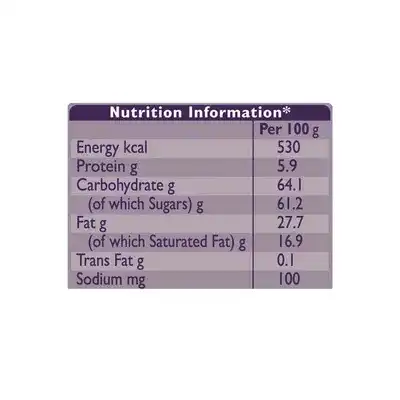 Nutrition Information*
Per 100 g
Energy kcal 530
Protein g 5.9
Carbohydrate g 64.1
(of which Sugars) g 61.2
Fat g 27.7
(of which Saturated Fat) g 16.9
Trans Fat g 0.1
Sodium mg 100